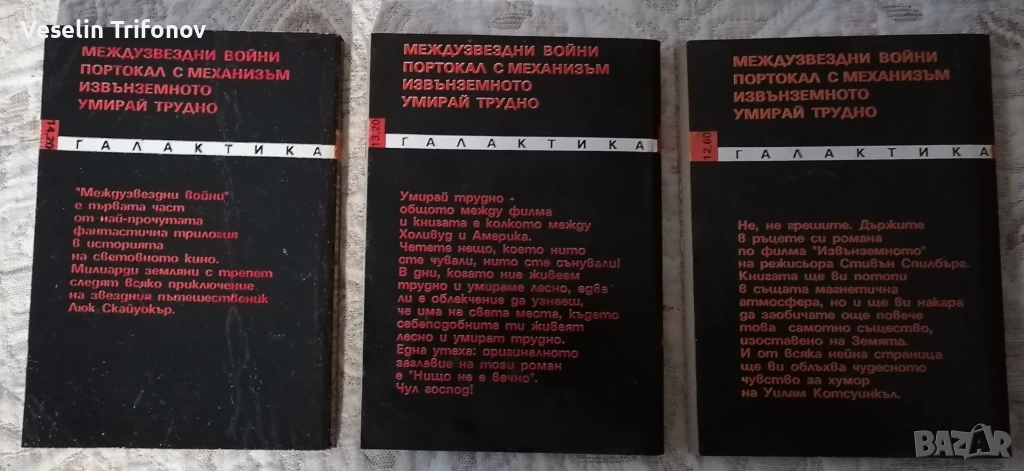 Veselin Trifonov
МЕЖДУЗВЕЗДНИ ВОЙНИ
ПОРТОКАЛ С МЕХАНИЗЪМ
ИЗВЪНЗЕМНОТО
УМИРАЙ ТРУДНО
14,20
ГАЛАКТИКА
"Междузвездни войни"
е първата част
от най-прочутата
фантастична трилогия
в историята
на световното кино.
Милиарди земляни с трепет
следят всяко приключение
на звездния пътешественик
Люк Скайуокър.
МЕЖДУЗВЕЗДНИ ВОЙНИ
ПОРТОКАЛ С МЕХАНИЗЪМ
ИЗВЪНЗЕМНОТО
УМИРАЙ ТРУДНО
13,20
ГАЛАКТИКА
Умирай трудно -
общото между филма
и книгата е колкото между
Холивуд и Америка.
Четете нещо, което нито
сте чували, нито сте сънували!
В дни, когато ние живеем
трудно и умираме лесно, едва
ли е облекчение да узнаеш,
че има на света места, където
себеподобните ти живеят
лесно и умират трудно.
Една утеха: оригиналното
заглавие на този роман
е "Нищо не е вечно".
Чул господ!
МЕЖДУЗВЕЗДНИ ВОЙНИ
ПОРТОКАЛ С МЕХАНИЗЪМ
ИЗВЪНЗЕМНОТО
УМИРАЙ ТРУДНО
12,60
ГАЛАКТИКА
Не, не грешите. Държите
в ръцете си романа
по филма "Извънземното"
на режисьора Стивън Спилбърг.
Книгата ще ви потопи
в същата магнетична
атмосфера, но и ще ви накара
да заобичате още повече
това самотно същество,
изоставено на Земята.
И от всяка нейна страница
ще ви облъхва чудесното
чувство за хумор
на Уилям Котсуинкъл.
BAZAR